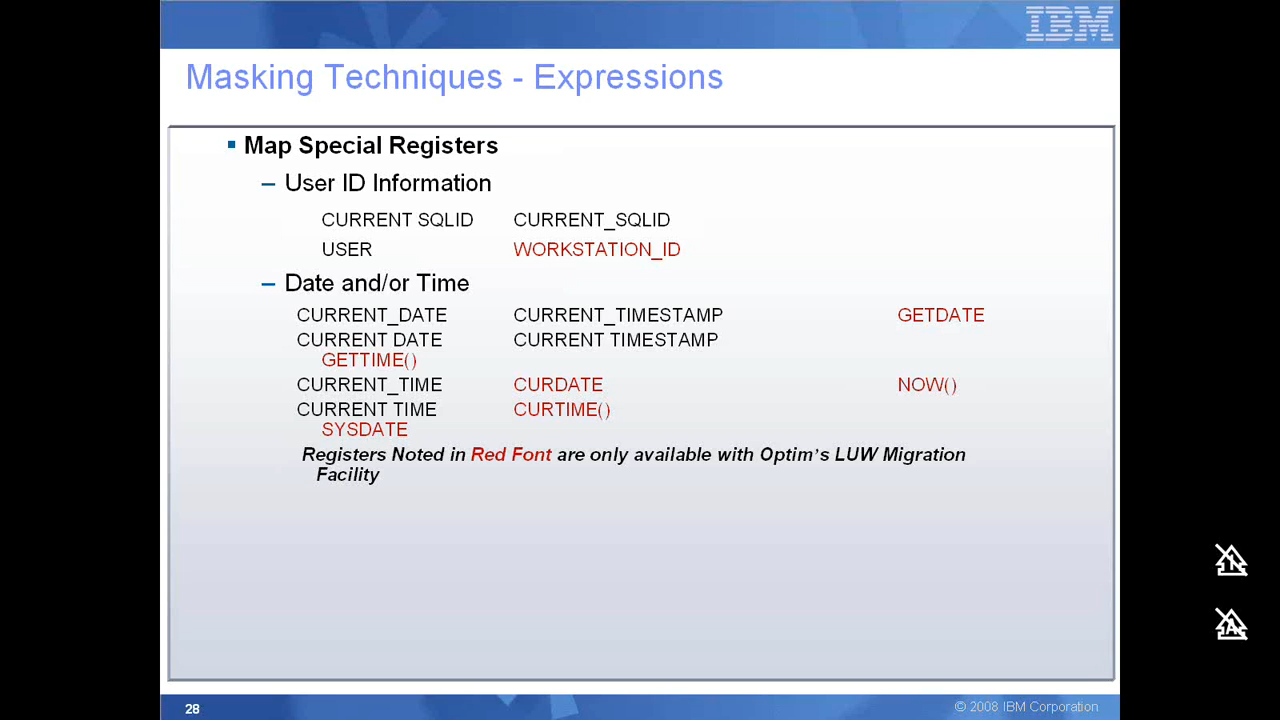 IBM
Masking Techniques - Expressions
Map Special Registers
– User ID Information
CURRENT SQLID CURRENT_SQLID
USER WORKSTATION_ID
– Date and/or Time
CURRENT_DATE CURRENT_TIMESTAMP GETDATE
CURRENT DATE CURRENT TIMESTAMP
GETTIME()
CURRENT_TIME CURDATE NOW()
CURRENT TIME CURTIME()
SYSDATE
Registers Noted in Red Font are only available with Optim’s LUW Migration
Facility
28 © 2008 IBM Corporation